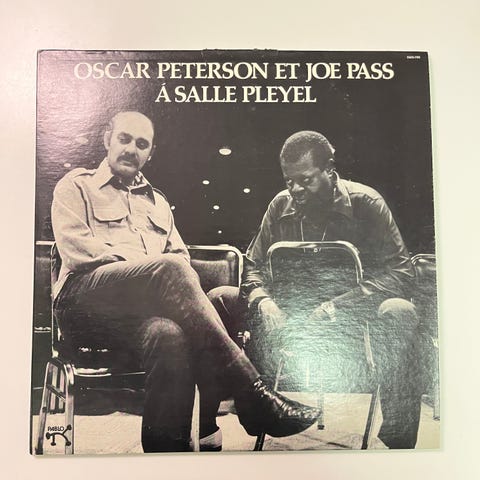 OSCAR PETERSON ET JOE PASS
Á SALLE PLEYEL
PABLO